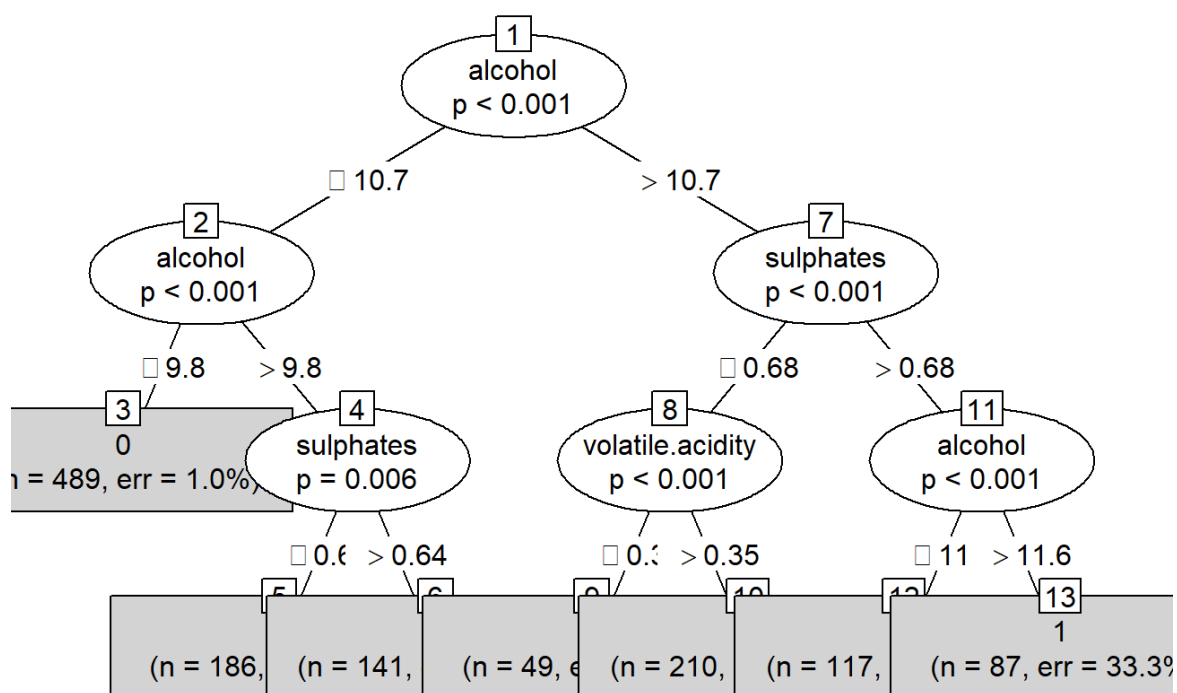 1
alcohol
p < 0.001
□ 10.7
> 10.7
2
alcohol
p < 0.001
7
sulphates
p < 0.001
□ 9.8
> 9.8
□ 0.68
> 0.68
3
0
n = 489, err = 1.0%)
4
sulphates
p = 0.006
8
volatile.acidity
p < 0.001
11
alcohol
p < 0.001
> 0.64
> 0.35
□ 11
> 11.6
13
1
(n = 186,
(n = 141,
(n = 49,
(n = 210,
(n = 117,
(n = 87, err = 33.3%